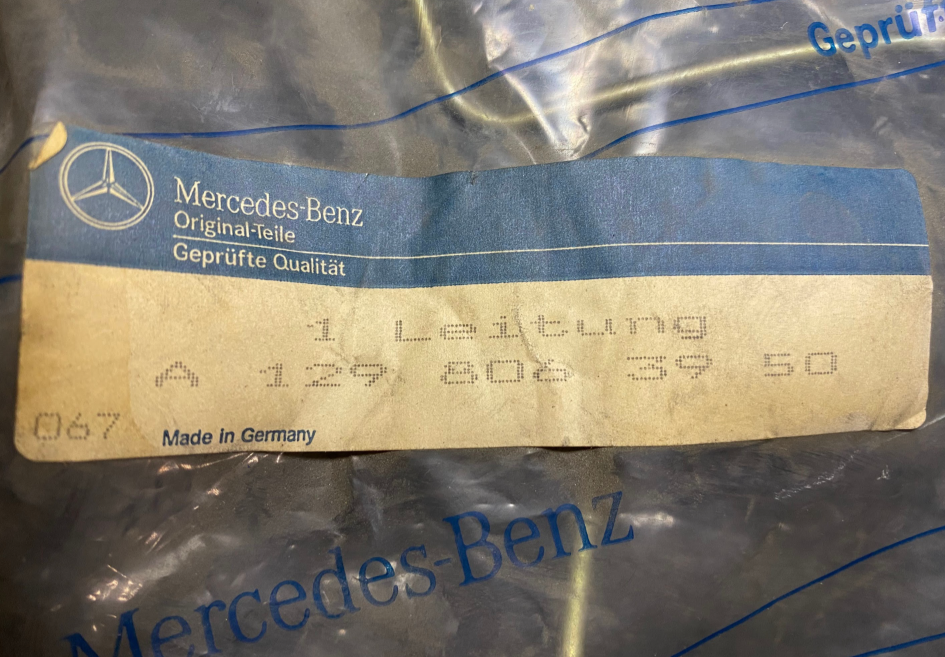 Geprüf
Mercedes-Benz
Original-Teile
Geprüfte Qualität
1 Leitung
A 129 806 39 50
067
Made in Germany
Mercedes-Benz